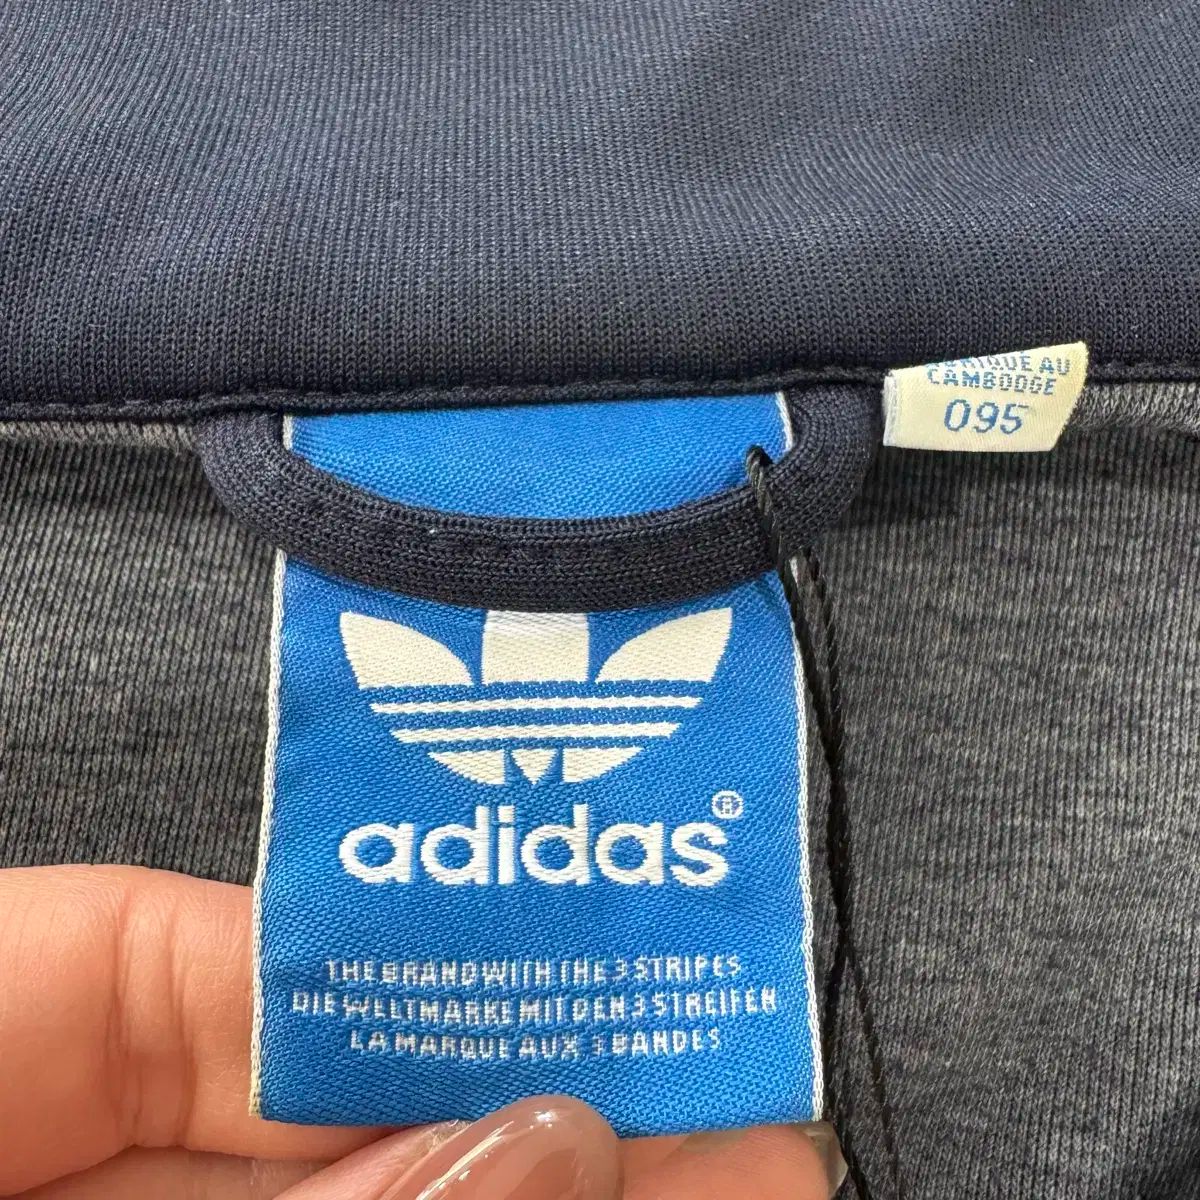 CAMBODGE
095
adidas®
THE BRAND WITH THE 3 STRIPES
DIE WELTMARKE MIT DEN 3 STREIFEN
LA MARQUE AUX 3 BANDES